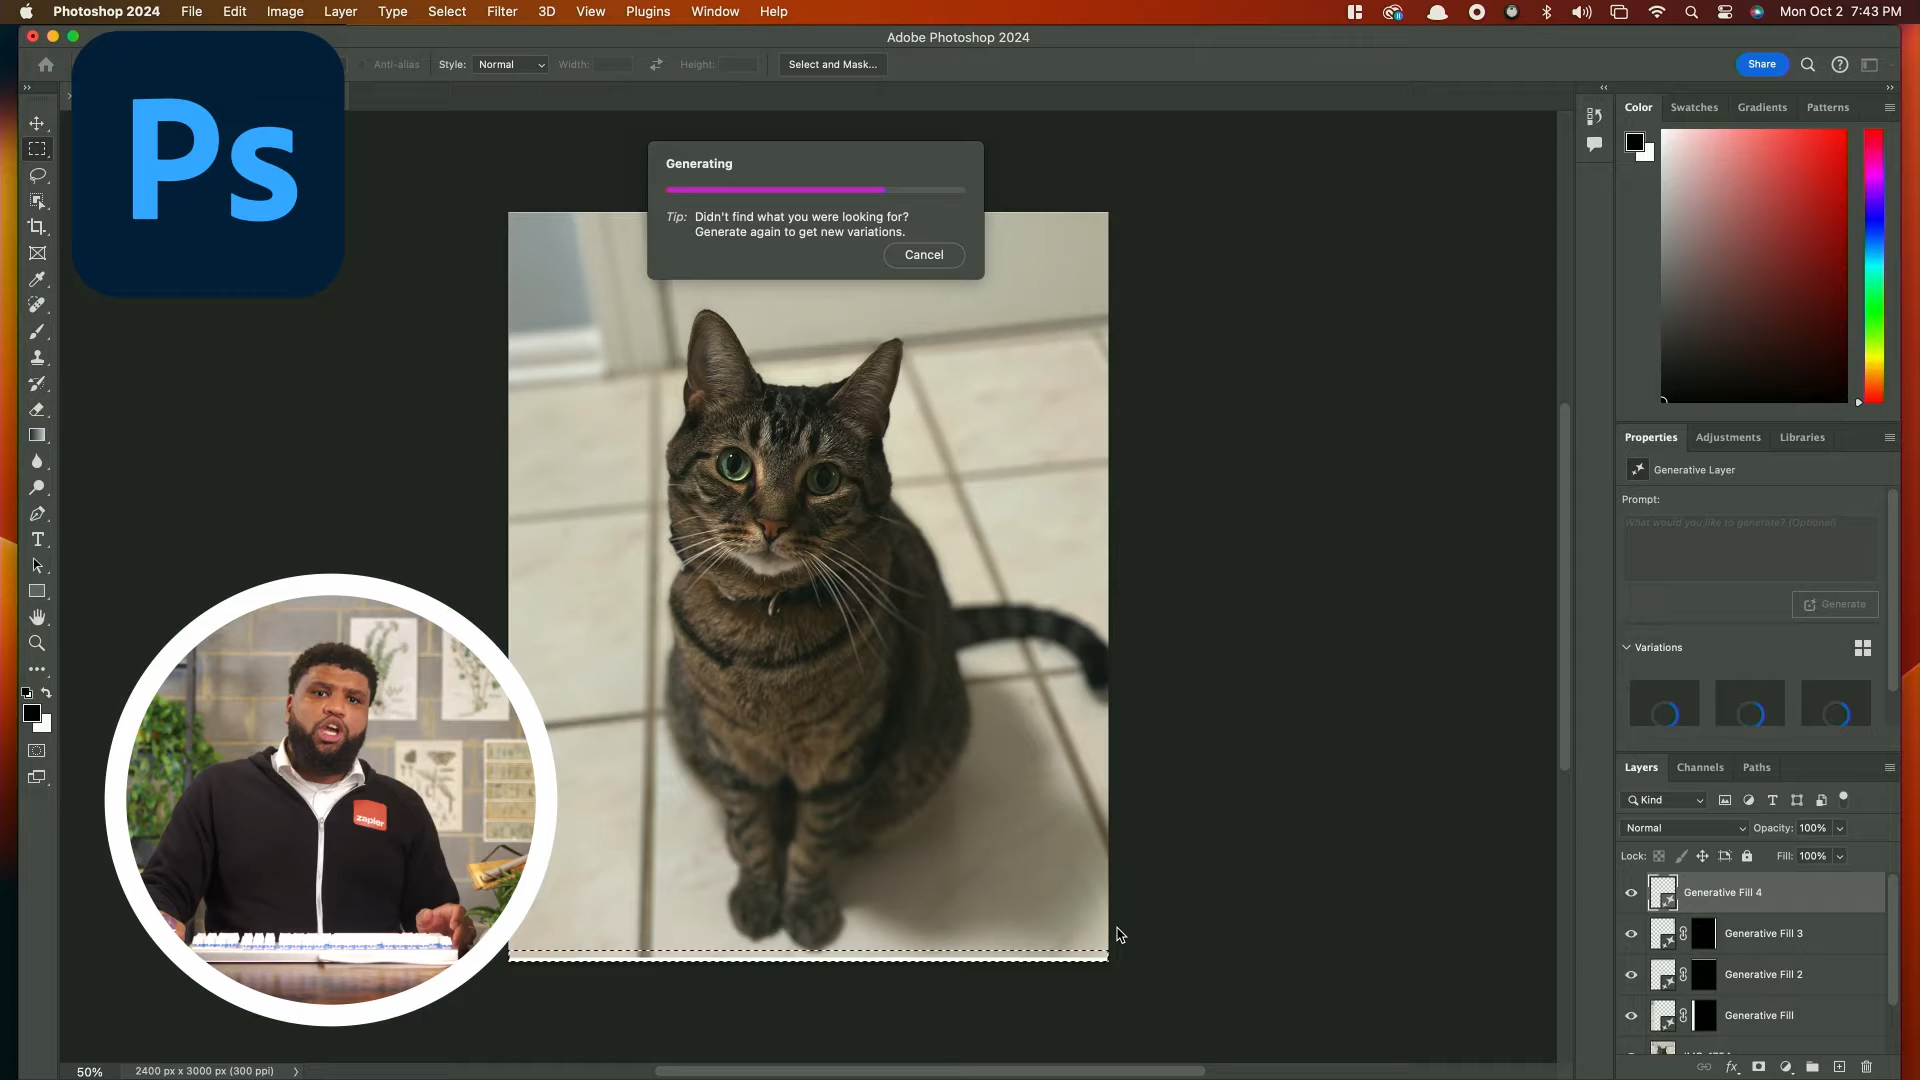 Photoshop 2024 File Edit Image Layer Type Select Filter 3D View Plugins Window Help Mon Oct 2 7:43 PM
Adobe Photoshop 2024
Anti-alias Style: Normal Width: Height: Select and Mask... Share
Ps
Color Swatches Gradients Patterns
Generating
Tip: Didn't find what you were looking for?
Generate again to get new variations.
Cancel
Properties Adjustments Libraries
Generative Layer
Prompt:
What would you like to generate? (Optional)
Generate
Variations
zapier
Layers Channels Paths
Kind
Normal Opacity: 100%
Lock: Fill: 100%
Generative Fill 4
Generative Fill 3
Generative Fill 2
Generative Fill
50% 2400 px x 3000 px (300 ppi)